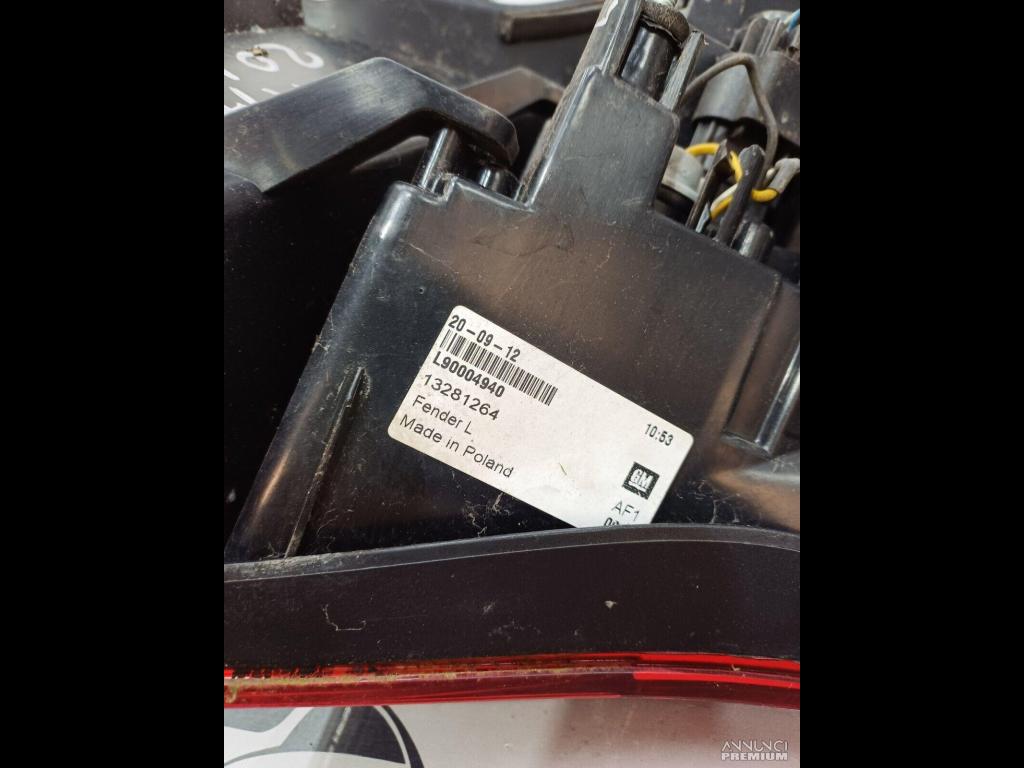 20-09-12
L90004940
13281264
Fender L
Made in Poland
10:53
GM
AF1
ANNUNCI
PREMIUM